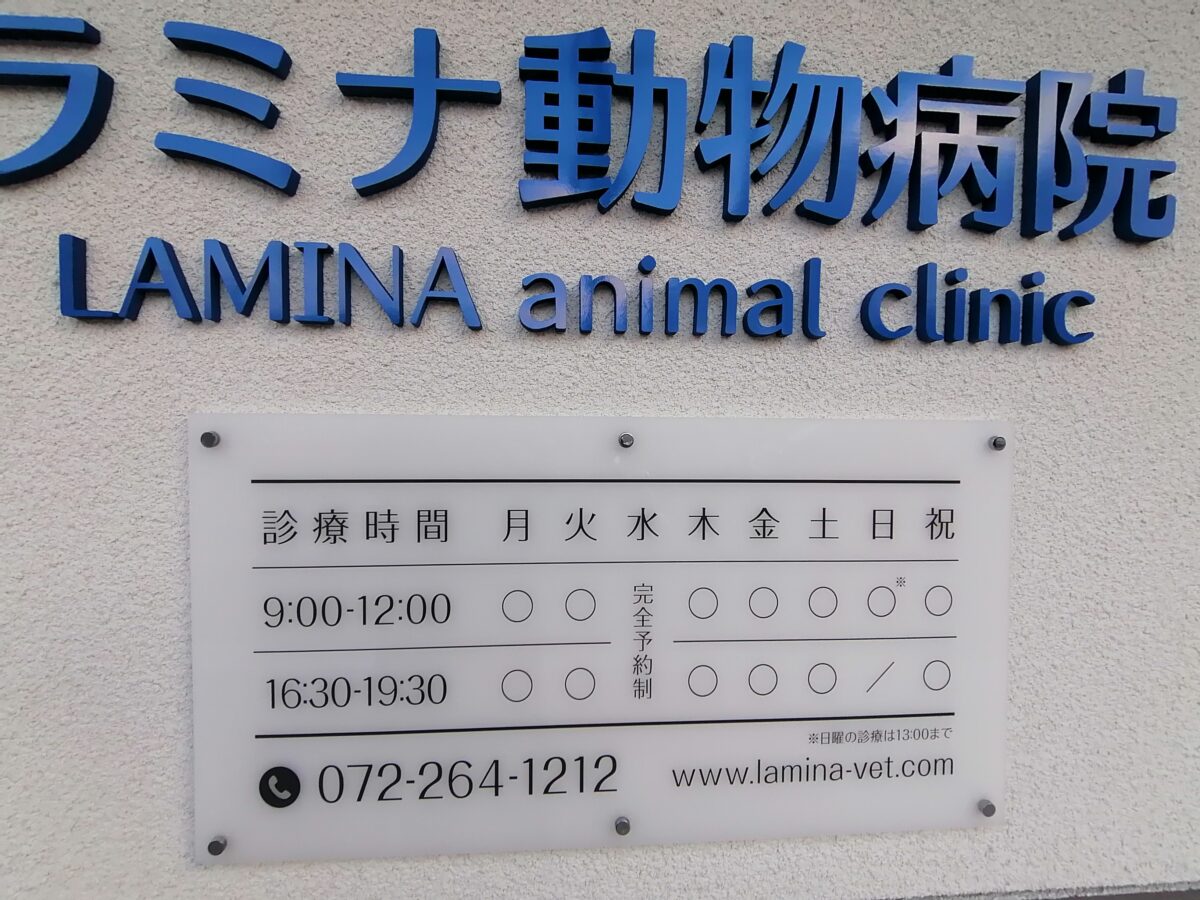 ラミナ動物病院
LAMINA animal clinic
診療時間 月 火 水 木 金 土 日 祝
9:00-12:00 ○ ○ 完全予約制 ○ ○ ○ ○※ ○
16:30-19:30 ○ ○ ○ ○ ○ / ○
※日曜の診療は13:00まで
072-264-1212 www.lamina-vet.com